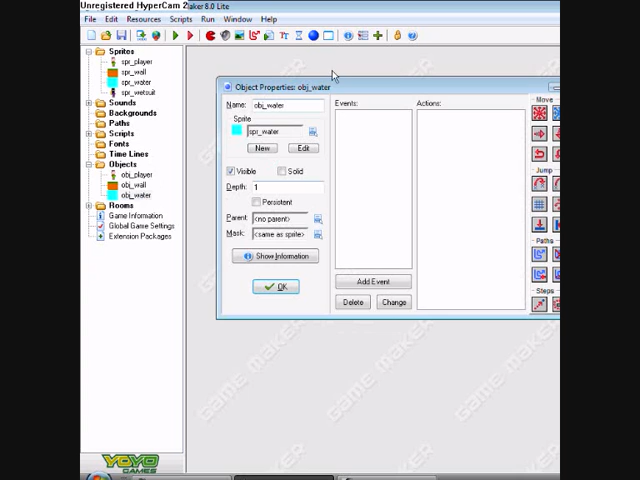 Unregistered HyperCam 2
aker 8.0 Lite
File Edit Resources Scripts Run Window Help
Sprites
spr_player
spr_wall
spr_water
spr_wetsuit
Sounds
Backgrounds
Paths
Scripts
Fonts
Time Lines
Objects
obj_player
obj_wall
obj_water
Rooms
Game Information
Global Game Settings
Extension Packages
Object Properties: obj_water
Name: obj_water
Sprite
spr_water
New Edit
Visible Solid
Depth: 1
Persistent
Parent: <no parent>
Mask: <same as sprite>
Show Information
OK
Events:
Add Event
Delete Change
Actions:
Move
Jump
Paths
Steps
GAME MAKER
YOYO
GAMES